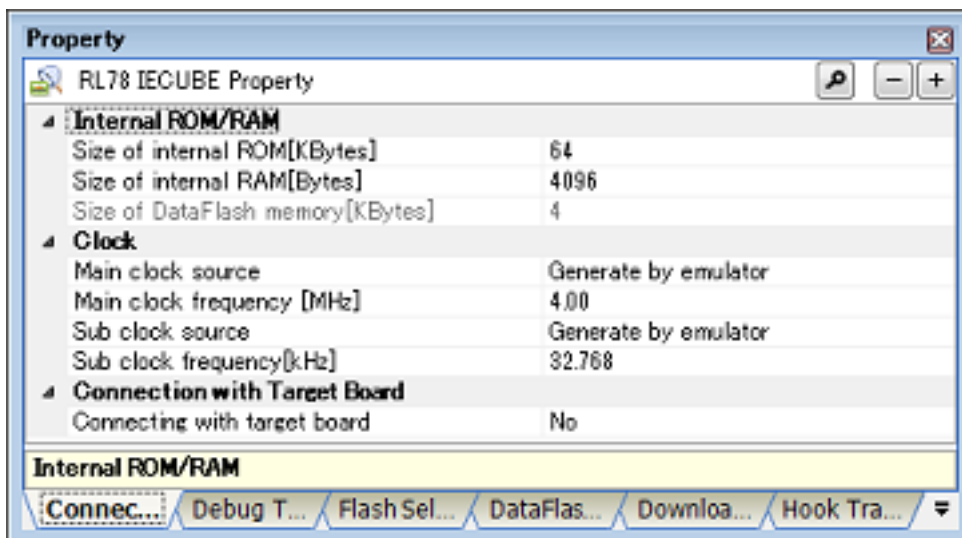 Property
RL78 IECUBE Property
Internal ROM/RAM
Size of internal ROM[KBytes] 64
Size of internal RAM[Bytes] 4096
Size of DataFlash memory[KBytes] 4
Clock
Main clock source Generate by emulator
Main clock frequency [MHz] 4.00
Sub clock source Generate by emulator
Sub clock frequency[kHz] 32.768
Connection with Target Board
Connecting with target board No
Internal ROM/RAM
Connec... Debug T... Flash Sel... DataFlas... Downloa... Hook Tra...